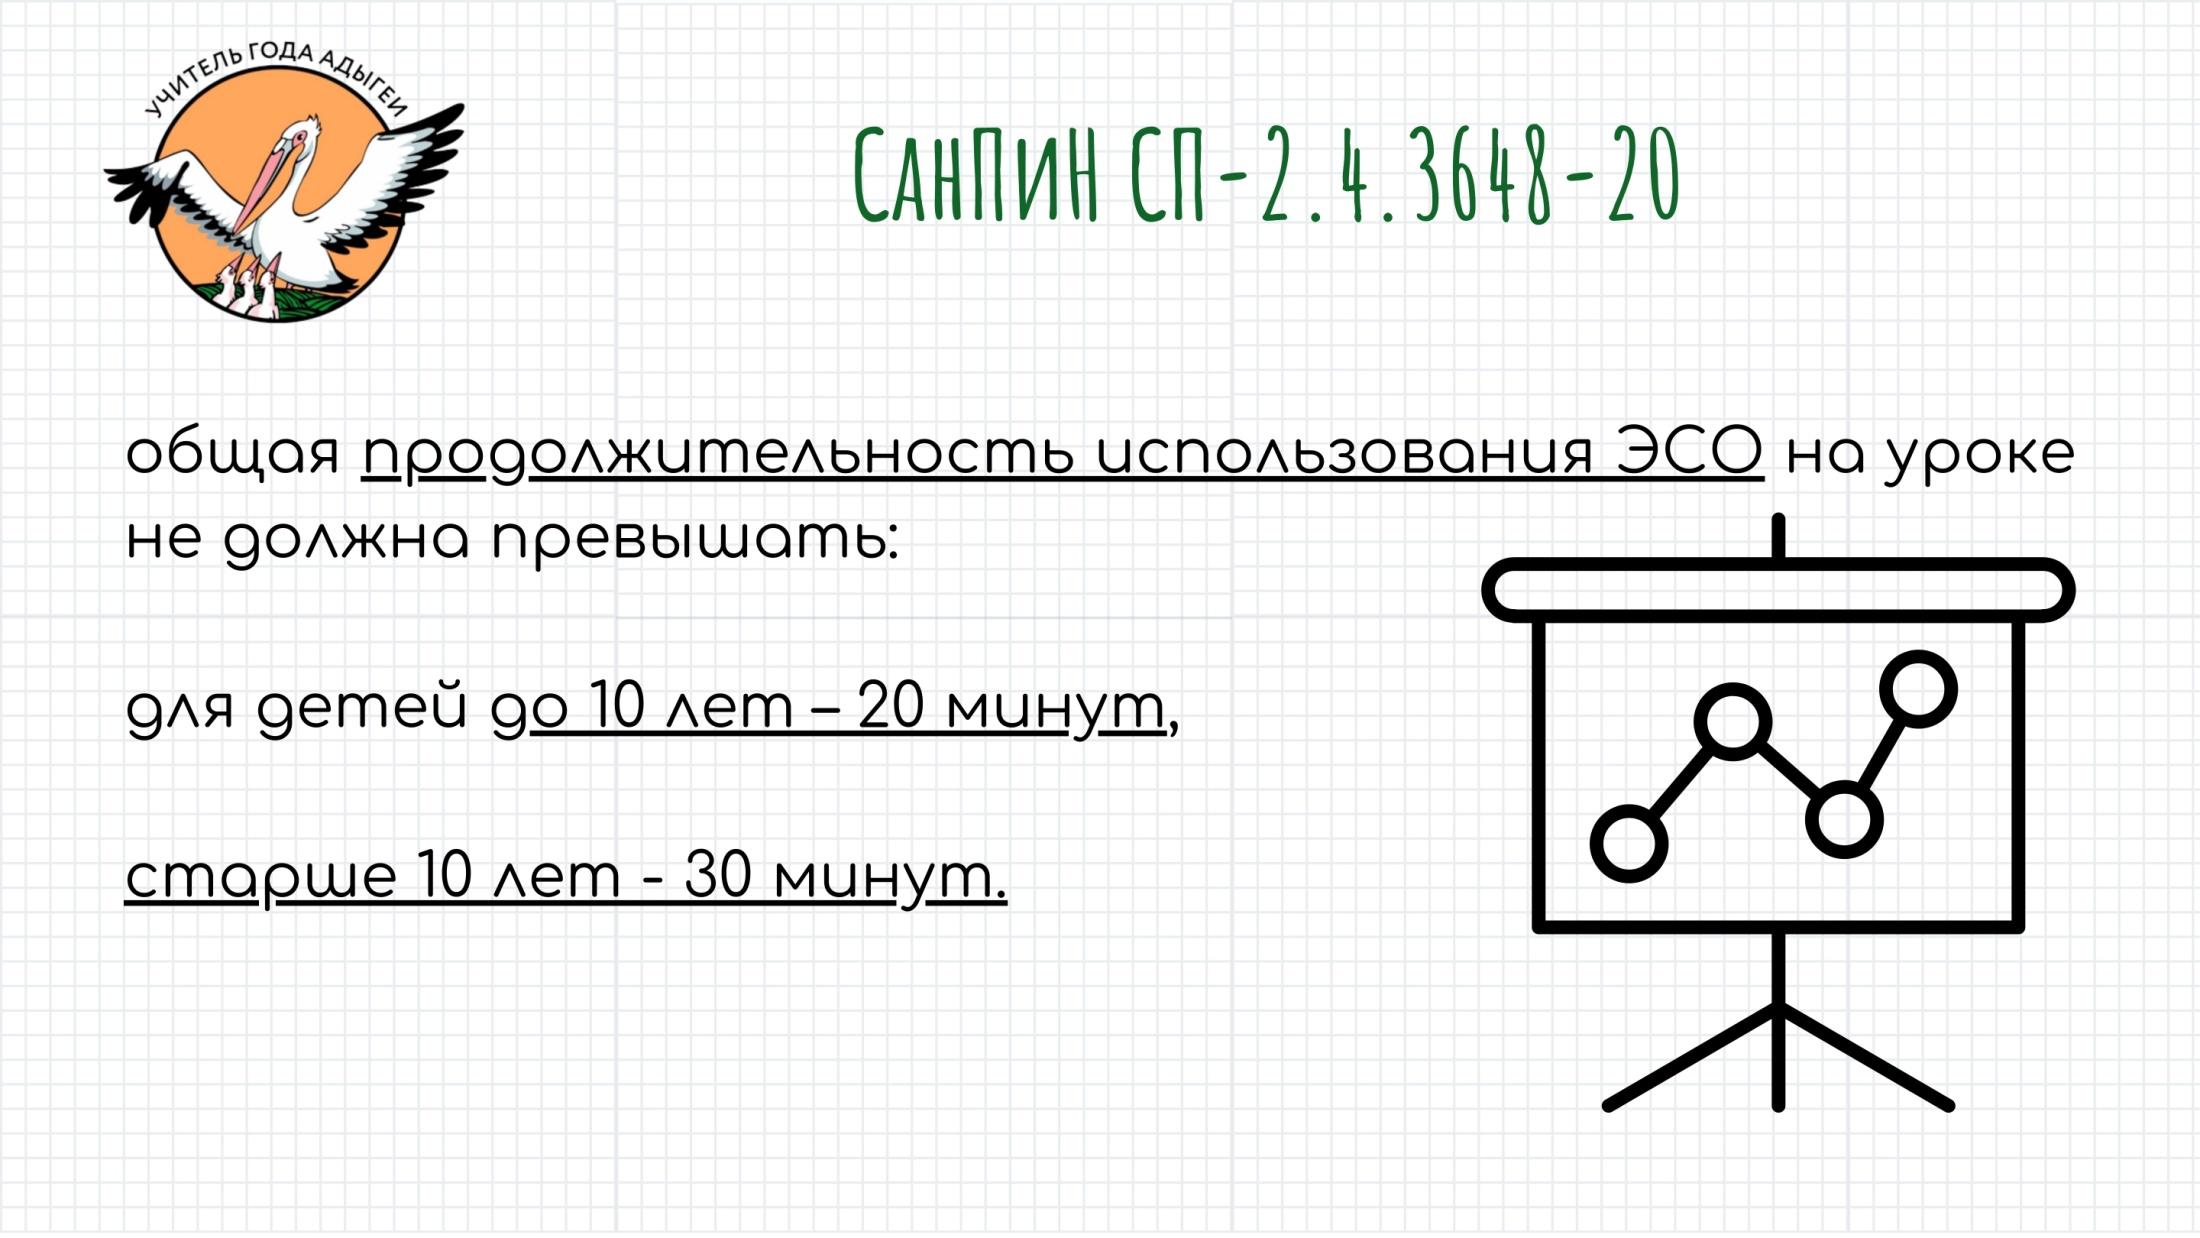 УЧИТЕЛЬ ГОДА АДЫГЕИ
САНПИН СП-2.4.3648-20
общая продолжительность использования ЭСО на уроке
не должна превышать:
для детей до 10 лет – 20 минут,
старше 10 лет - 30 минут.